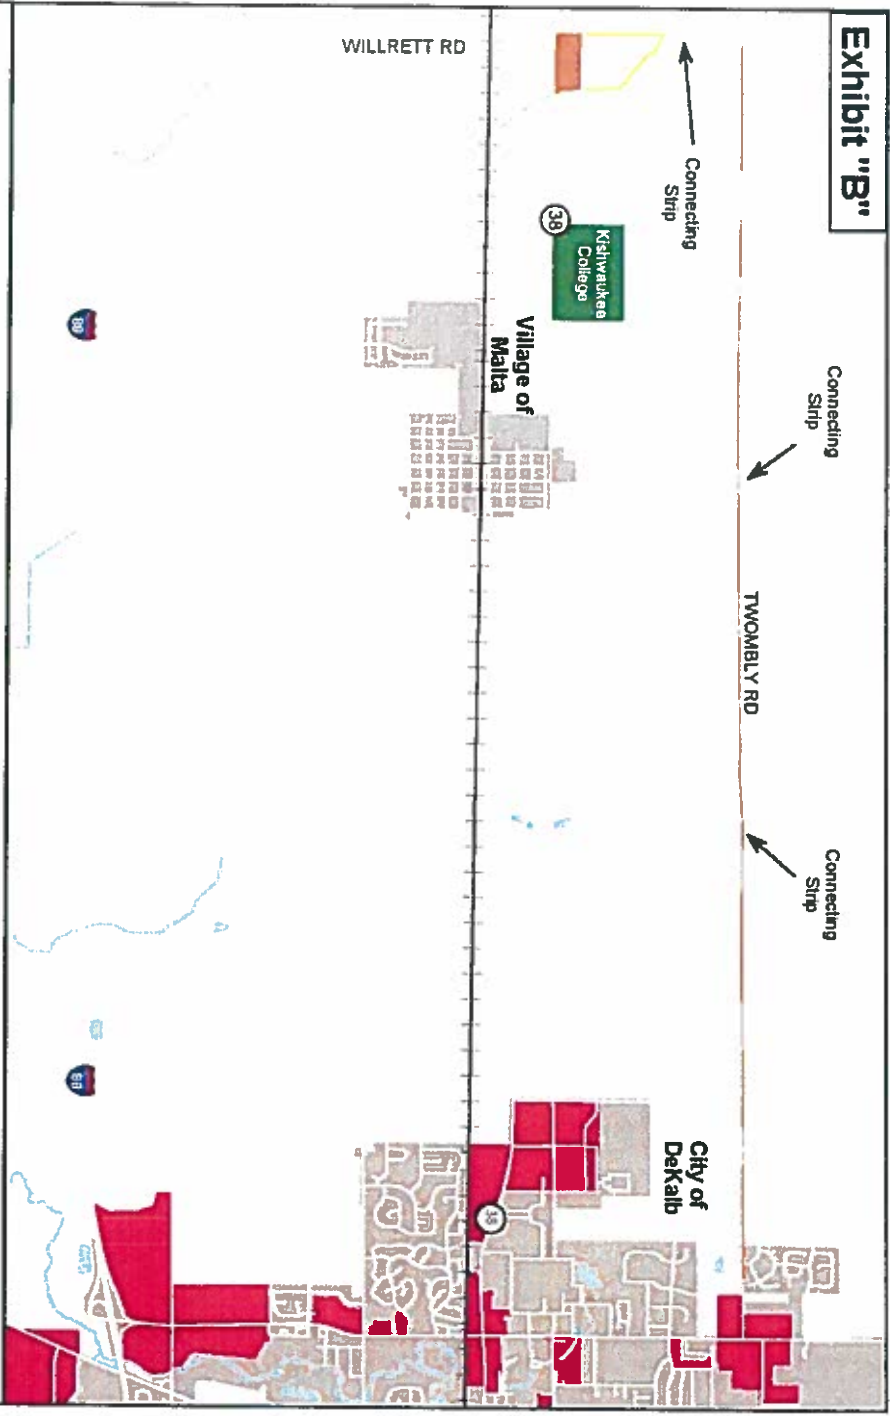 Exhibit "B"
Connecting
Strip
Connecting
Strip
Connecting
Strip
TWOMBLY RD
WILLRETT RD
38
Kishwaukee
College
Village of
Malta
City of
DeKalb
38
88
88